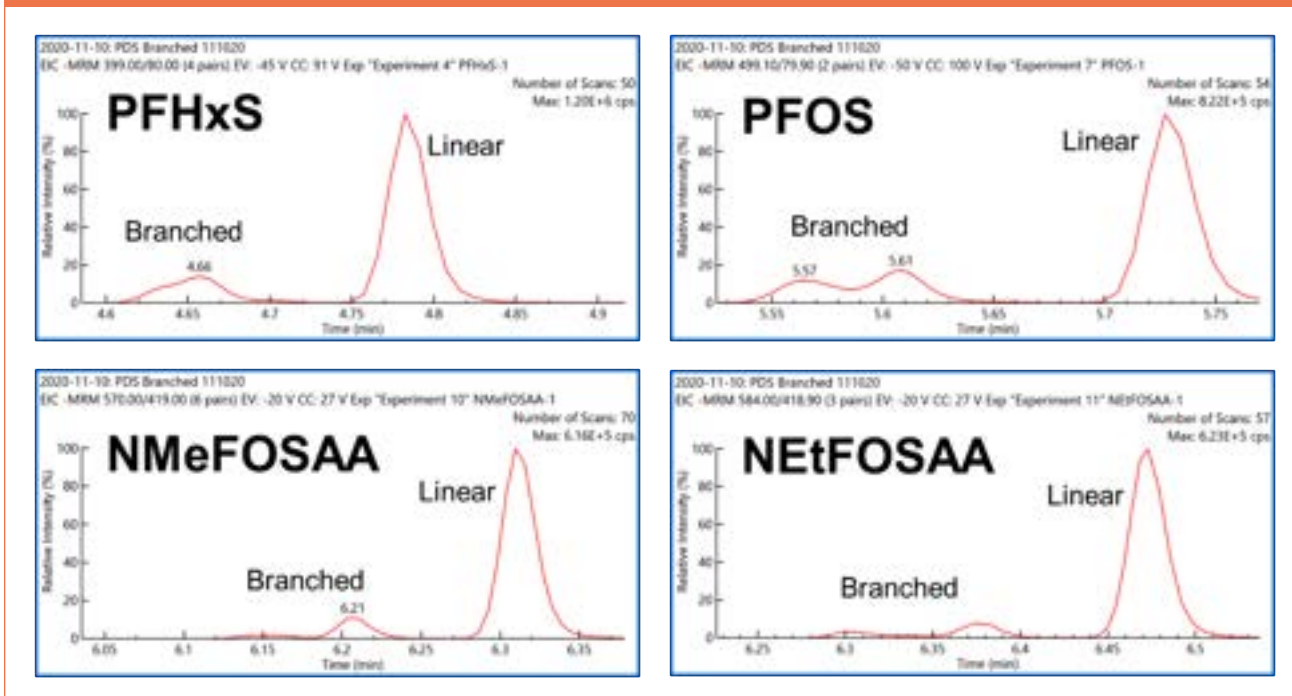 2020-11-10: PDS Branched 111020
EIC -MRM 399.00/80.00 (4 pairs) EV: -45 V CC: 91 V Exp "Experiment 4" PFHxS-1
Number of Scans: 50
Max: 1.20E+6 cps
PFHxS
Linear
Branched
4.66
Relative Intensity (%)
100
80
60
40
20
0
4.6 4.65 4.7 4.75 4.8 4.85 4.9
Time (min)
2020-11-10: PDS Branched 111020
EIC -MRM 499.10/79.90 (2 pairs) EV: -50 V CC: 100 V Exp "Experiment 7" PFOS-1
Number of Scans: 54
Max: 8.22E+5 cps
PFOS
Linear
Branched
5.57 5.61
Relative Intensity (%)
100
80
60
40
20
0
5.55 5.6 5.65 5.7 5.75
Time (min)
2020-11-10: PDS Branched 111020
EIC -MRM 570.00/419.00 (6 pairs) EV: -20 V CC: 27 V Exp "Experiment 10" NMeFOSAA-1
Number of Scans: 70
Max: 6.16E+5 cps
NMeFOSAA
Linear
Branched
6.21
Relative Intensity (%)
100
80
60
40
20
0
6.05 6.1 6.15 6.2 6.25 6.3 6.35
Time (min)
2020-11-10: PDS Branched 111020
EIC -MRM 584.00/418.90 (3 pairs) EV: -20 V CC: 27 V Exp "Experiment 11" NEtFOSAA-1
Number of Scans: 57
Max: 6.23E+5 cps
NEtFOSAA
Linear
Branched
Relative Intensity (%)
100
80
60
40
20
0
6.25 6.3 6.35 6.4 6.45 6.5
Time (min)